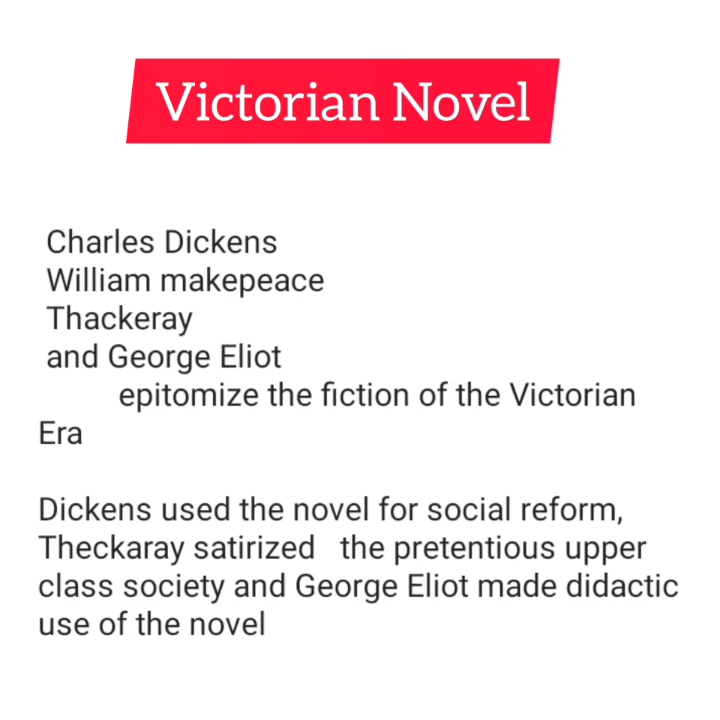 Victorian Novel
Charles Dickens
William makepeace
Thackeray
and George Eliot
epitomize the fiction of the Victorian
Era
Dickens used the novel for social reform,
Theckaray satirized the pretentious upper
class society and George Eliot made didactic
use of the novel